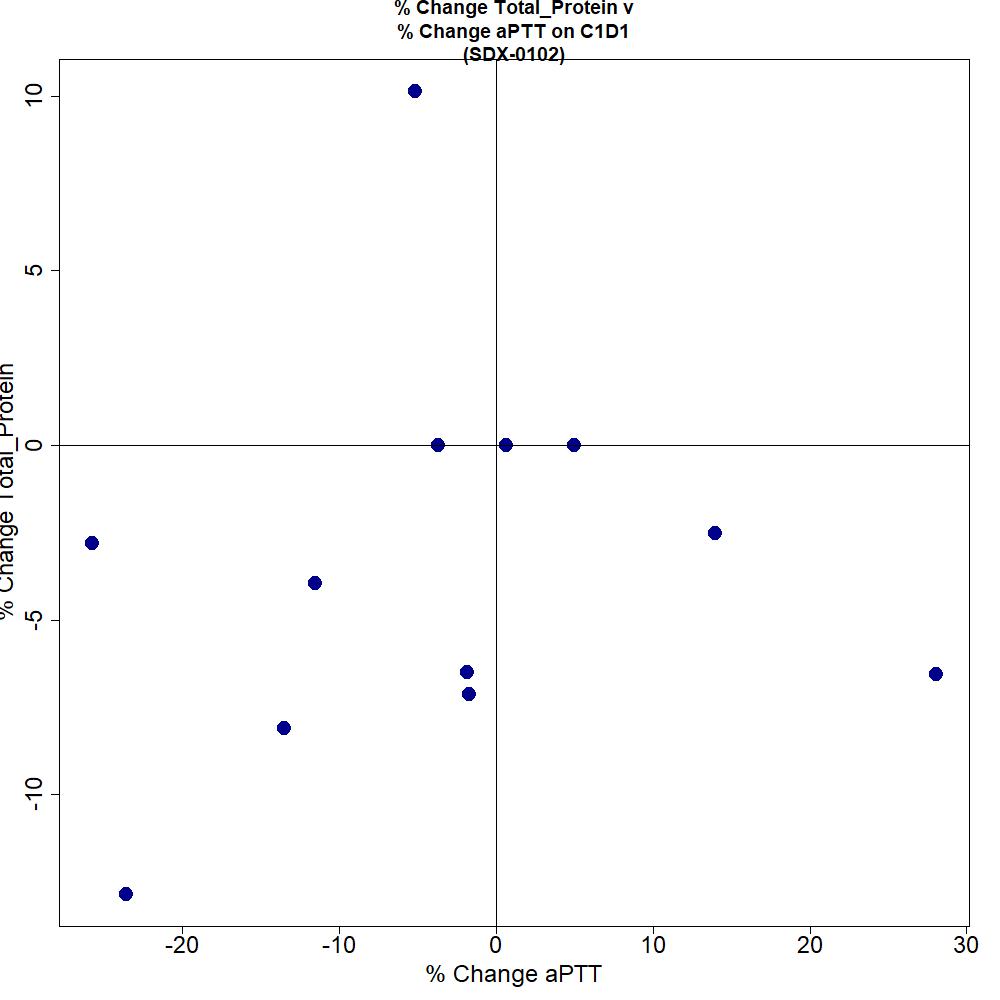 % Change Total_Protein v
% Change aPTT on C1D1
(SDX-0102)
% Change Total_Protein
10
5
0
-5
-10
-20
-10
0
10
20
30
% Change aPTT